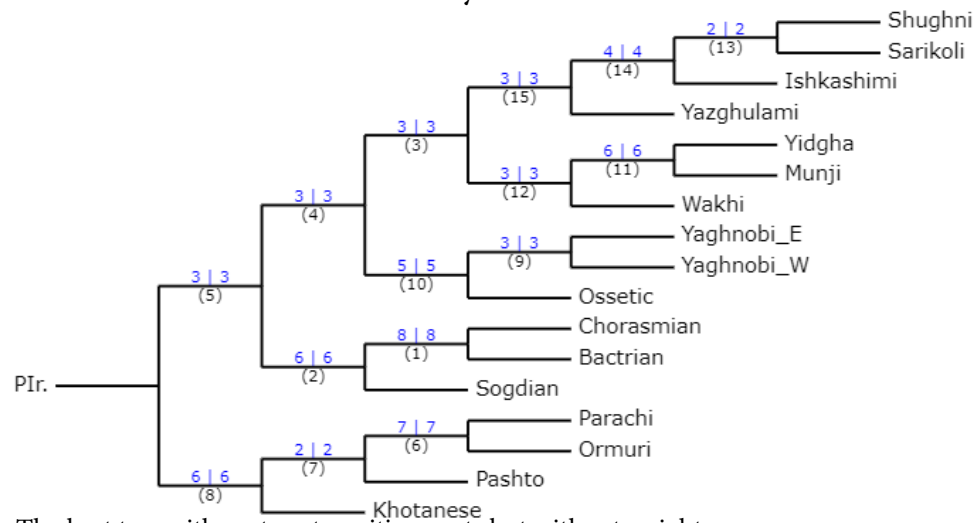 Shughni
2 | 2
(13)
Sarikoli
4 | 4
(14)
Ishkashimi
3 | 3
(15)
Yazghulami
3 | 3
(3)
Yidgha
6 | 6
(11)
Munji
3 | 3
(12)
Wakhi
3 | 3
(4)
Yaghnobi_E
3 | 3
(9)
Yaghnobi_W
5 | 5
(10)
Ossetic
3 | 3
(5)
Chorasmian
8 | 8
(1)
Bactrian
6 | 6
(2)
Sogdian
PIr.
Parachi
7 | 7
(6)
Ormuri
2 | 2
(7)
Pashto
6 | 6
(8)
Khotanese